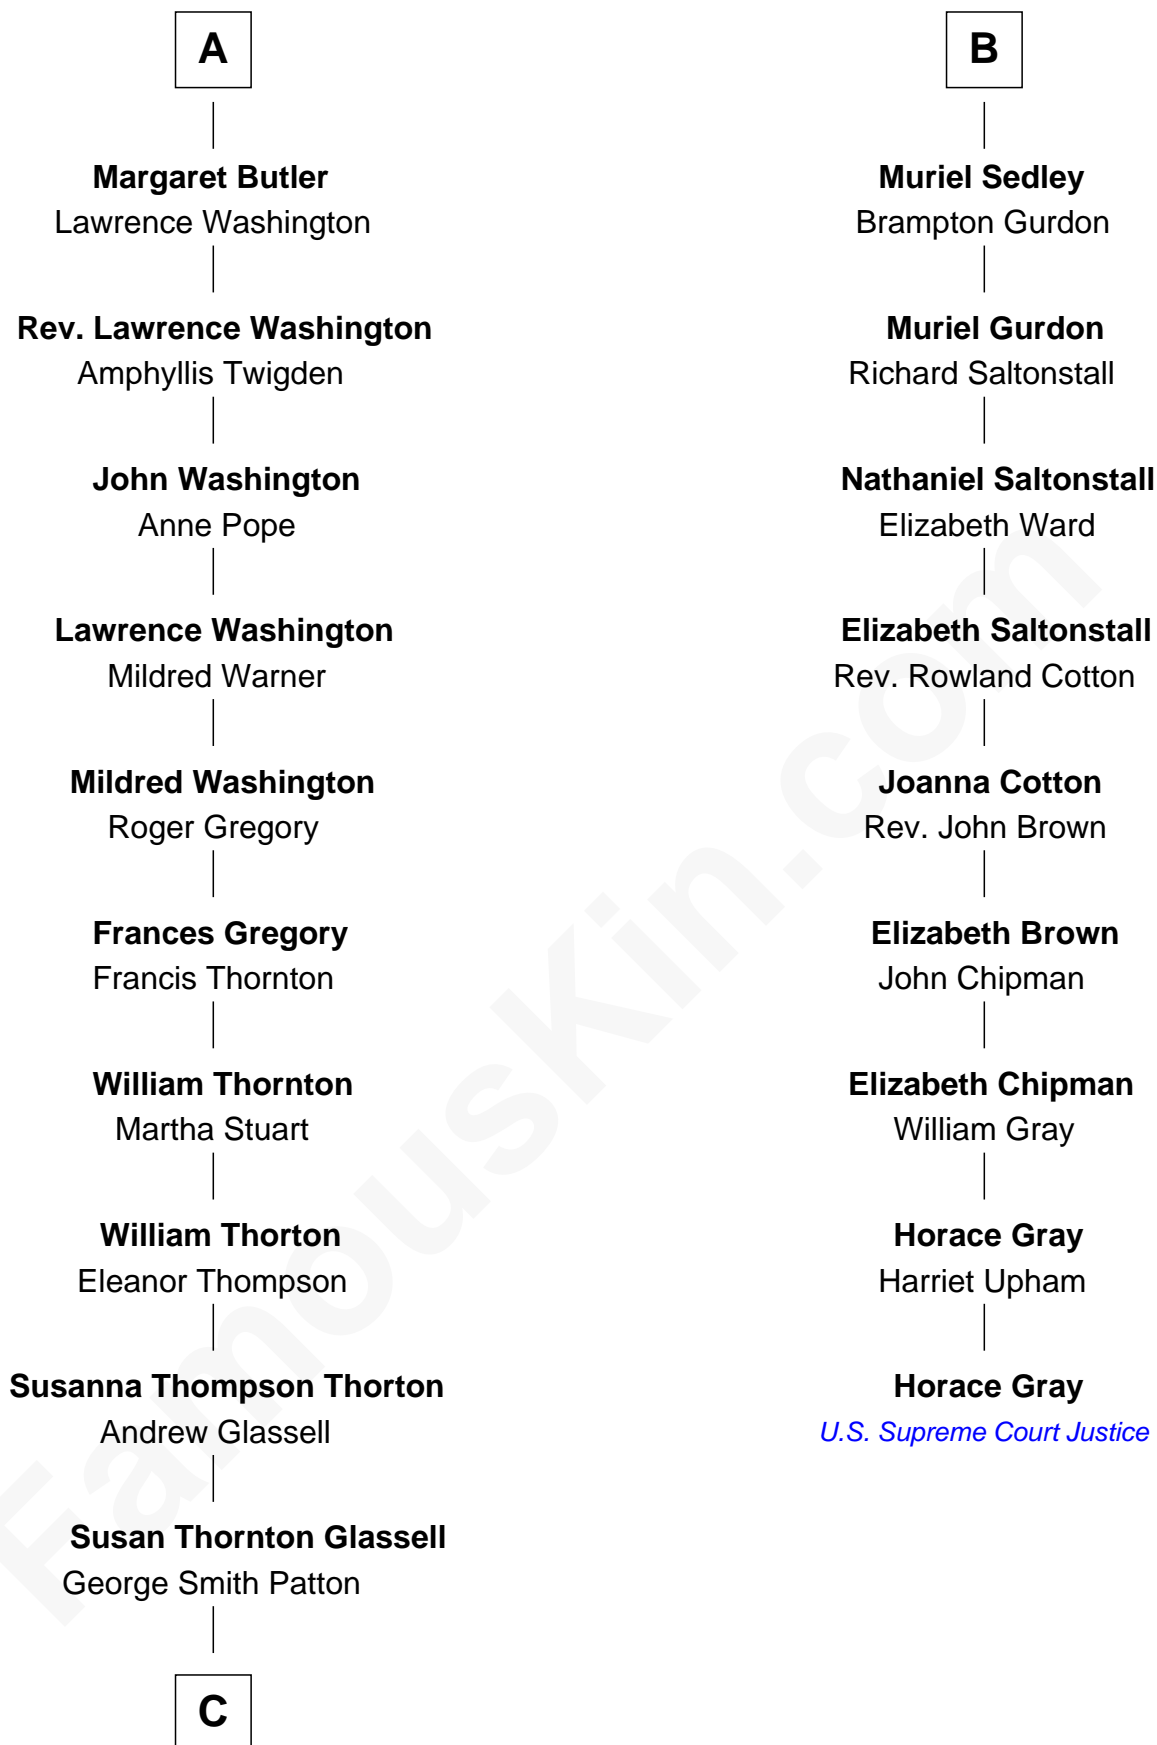 A
Margaret Butler
Lawrence Washington
Rev. Lawrence Washington
Amphyllis Twigden
John Washington
Anne Pope
Lawrence Washington
Mildred Warner
Mildred Washington
Roger Gregory
Frances Gregory
Francis Thornton
William Thornton
Martha Stuart
William Thorton
Eleanor Thompson
Susanna Thompson Thorton
Andrew Glassell
Susan Thornton Glassell
George Smith Patton
C
B
Muriel Sedley
Brampton Gurdon
Muriel Gurdon
Richard Saltonstall
Nathaniel Saltonstall
Elizabeth Ward
Elizabeth Saltonstall
Rev. Rowland Cotton
Joanna Cotton
Rev. John Brown
Elizabeth Brown
John Chipman
Elizabeth Chipman
William Gray
Horace Gray
Harriet Upham
Horace Gray
U.S. Supreme Court Justice
FamousKin.com